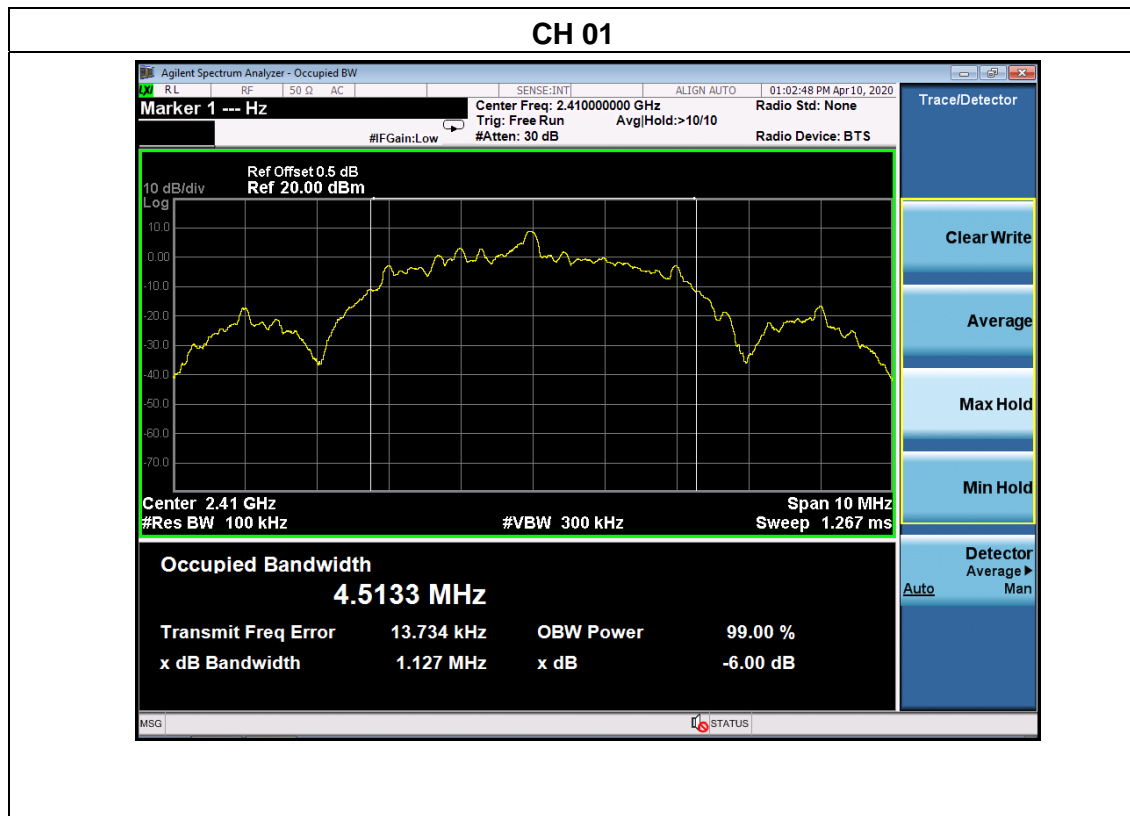 CH 01
Agilent Spectrum Analyzer - Occupied BW
LXI RL RF 50 Ω AC SENSE:INT ALIGN AUTO 01:02:48 PM Apr 10, 2020
Marker 1 --- Hz
Center Freq: 2.410000000 GHz
Radio Std: None
Trig: Free Run
Avg|Hold:>10/10
#IFGain:Low
#Atten: 30 dB
Radio Device: BTS
Ref Offset 0.5 dB
10 dB/div
Ref 20.00 dBm
Log
10.0
0.00
-10.0
-20.0
-30.0
-40.0
-50.0
-60.0
-70.0
Center 2.41 GHz
Span 10 MHz
#Res BW 100 kHz
#VBW 300 kHz
Sweep 1.267 ms
Occupied Bandwidth
4.5133 MHz
Transmit Freq Error 13.734 kHz OBW Power 99.00 %
x dB Bandwidth 1.127 MHz x dB -6.00 dB
MSG
STATUS
Trace/Detector
Clear Write
Average
Max Hold
Min Hold
Detector
Average▶
Auto Man